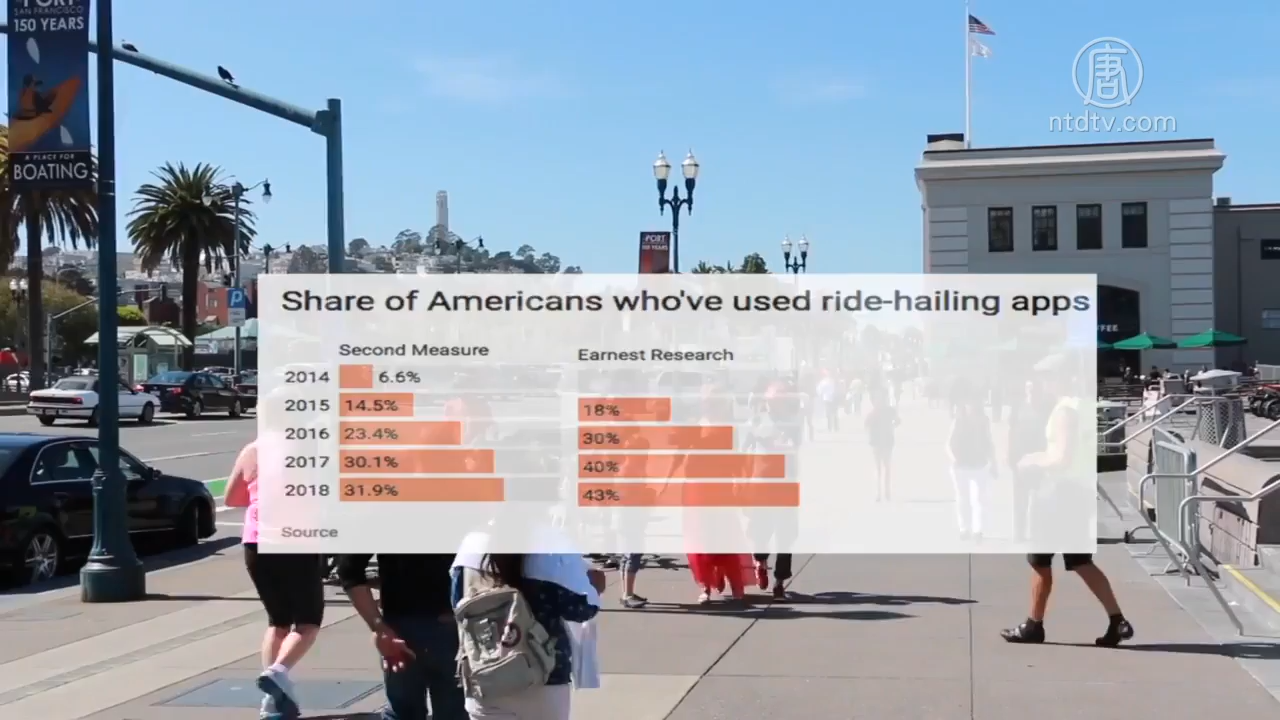 PORT
SAN FRANCISCO
150 YEARS
A PLACE FOR
BOATING
唐
ntdtv.com
PORT
P
Share of Americans who've used ride-hailing apps
Second Measure
Earnest Research
2014 6.6%
2015 14.5% 18%
2016 23.4% 30%
2017 30.1% 40%
2018 31.9% 43%
Source